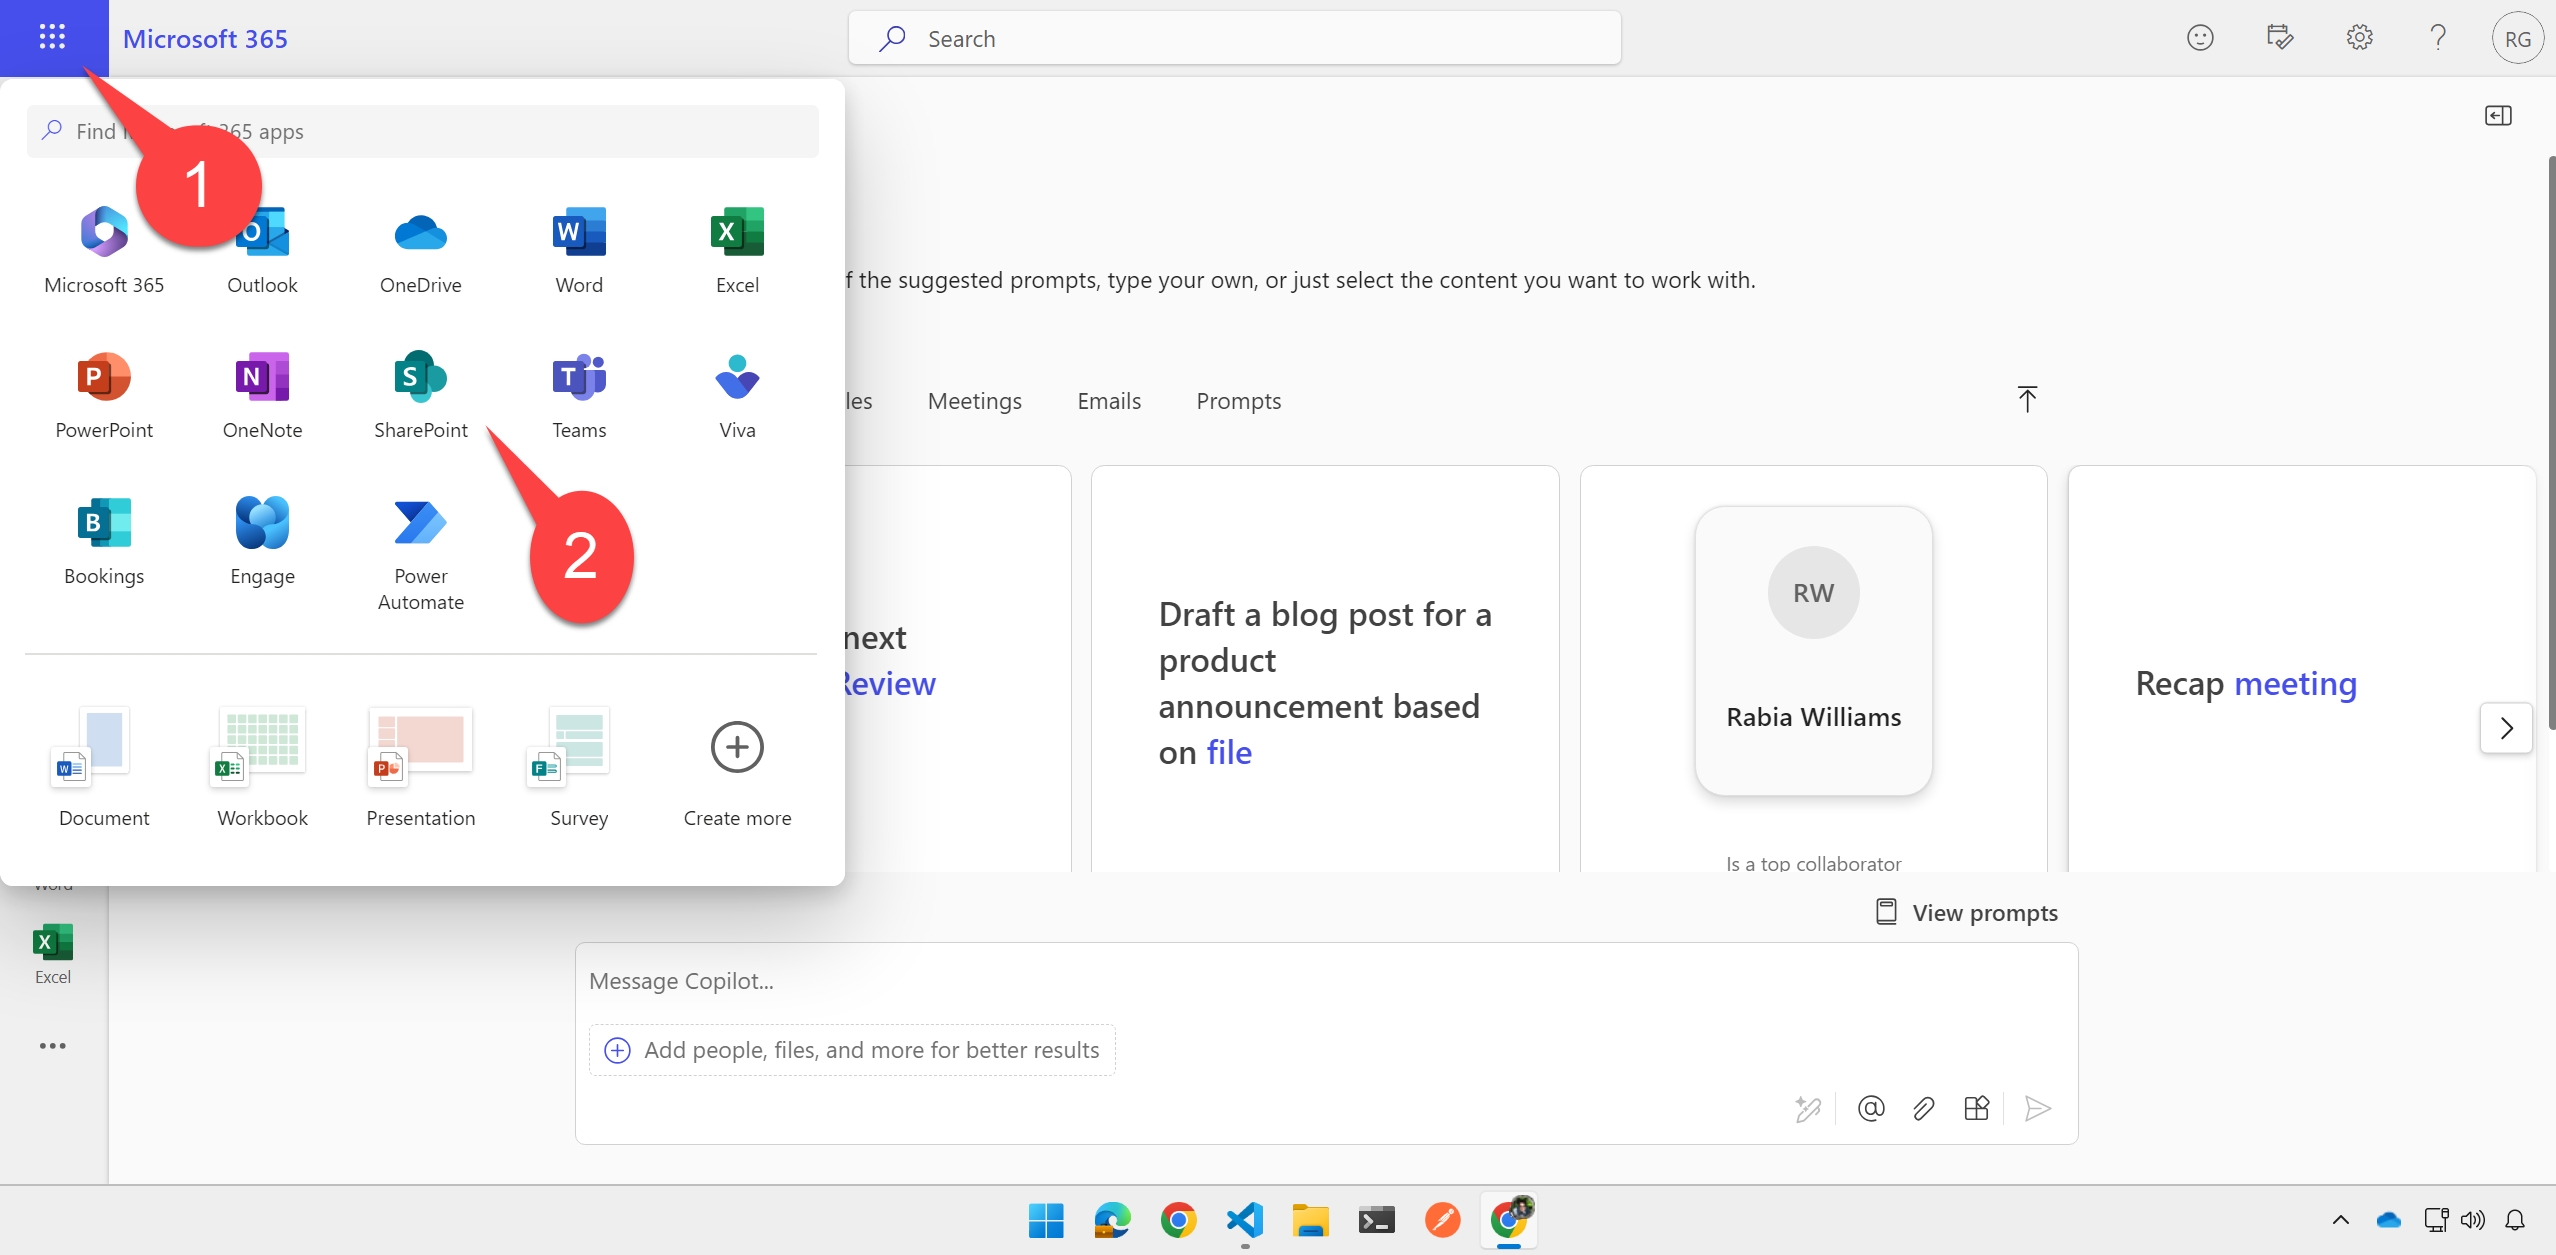 Microsoft 365
Search
RG
Find 365 apps
1
Microsoft 365
Outlook
OneDrive
Word
Excel
f the suggested prompts, type your own, or just select the content you want to work with.
PowerPoint
OneNote
SharePoint
Teams
Viva
les
Meetings
Emails
Prompts
Bookings
Engage
Power
Automate
2
next
Review
Draft a blog post for a
product
announcement based
on file
RW
Rabia Williams
Is a top collaborator
Recap meeting
Document
Workbook
Presentation
Survey
Create more
Word
Excel
View prompts
Message Copilot...
Add people, files, and more for better results